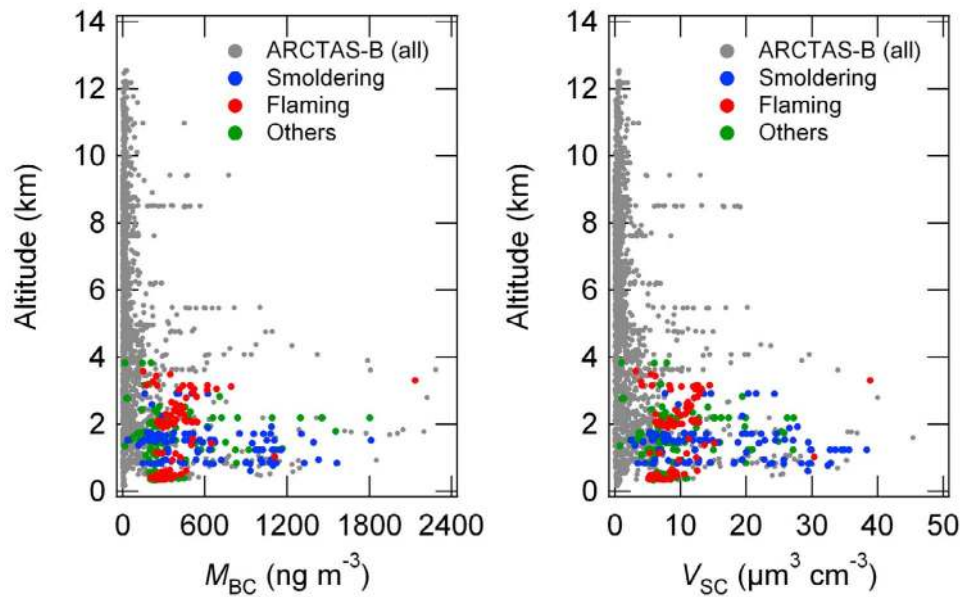 14
12
10
8
6
4
2
0
Altitude (km)
ARCTAS-B (all)
Smoldering
Flaming
Others
0 600 1200 1800 2400
M_BC (ng m⁻³)
14
12
10
8
6
4
2
0
Altitude (km)
ARCTAS-B (all)
Smoldering
Flaming
Others
0 10 20 30 40 50
V_SC (µm³ cm⁻³)